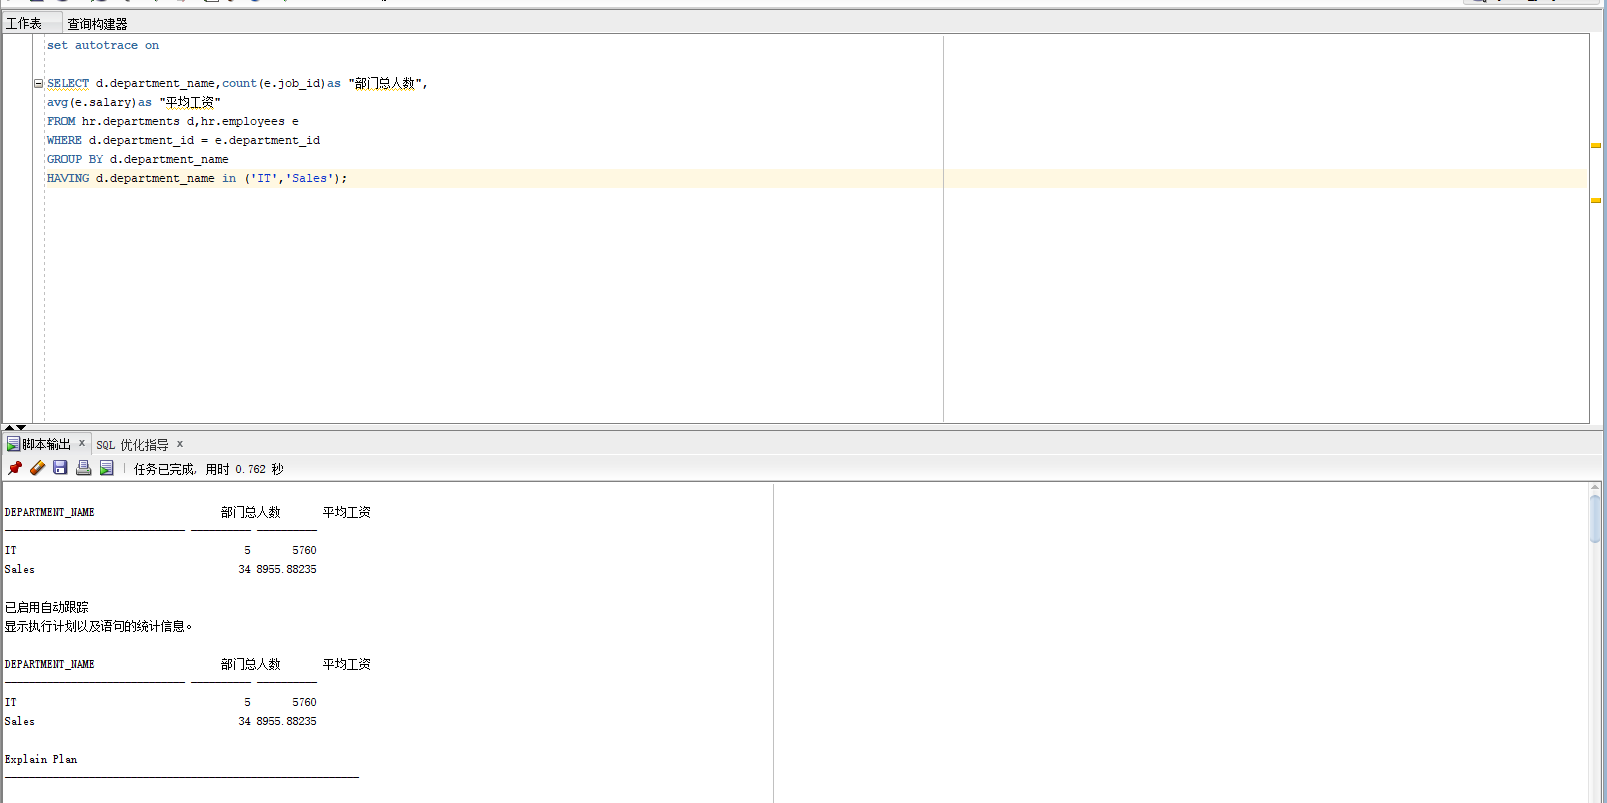 工作表 查询构建器
set autotrace on
SELECT d.department_name,count(e.job_id)as "部门总人数",
avg(e.salary)as "平均工资"
FROM hr.departments d,hr.employees e
WHERE d.department_id = e.department_id
GROUP BY d.department_name
HAVING d.department_name in ('IT','Sales');
脚本输出 x SQL 优化指导 x
任务已完成, 用时 0.762 秒
DEPARTMENT_NAME 部门总人数 平均工资
IT 5 5760
Sales 34 8955.88235
已启用自动跟踪
显示执行计划以及语句的统计信息。
DEPARTMENT_NAME 部门总人数 平均工资
IT 5 5760
Sales 34 8955.88235
Explain Plan